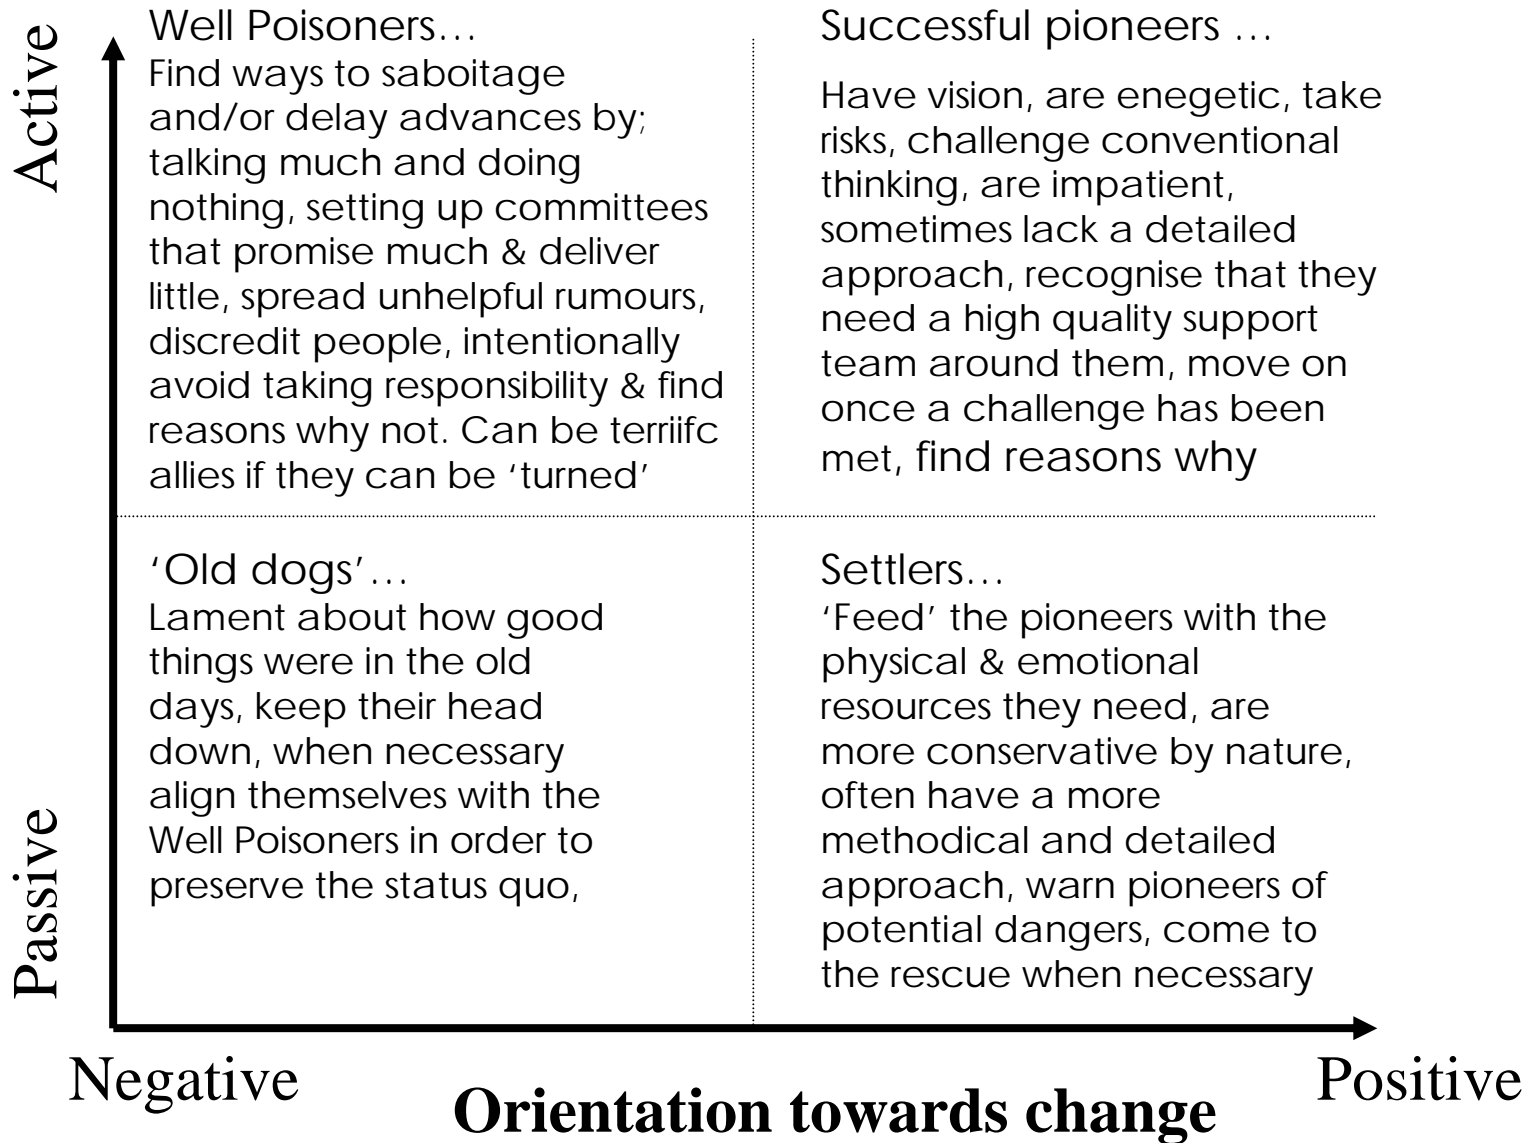 Active
Well Poisoners…
Find ways to saboitage
and/or delay advances by;
talking much and doing
nothing, setting up committees
that promise much & deliver
little, spread unhelpful rumours,
discredit people, intentionally
avoid taking responsibility & find
reasons why not. Can be terriifc
allies if they can be ‘turned’
Successful pioneers …
Have vision, are enegetic, take
risks, challenge conventional
thinking, are impatient,
sometimes lack a detailed
approach, recognise that they
need a high quality support
team around them, move on
once a challenge has been
met, find reasons why
Passive
‘Old dogs’…
Lament about how good
things were in the old
days, keep their head
down, when necessary
align themselves with the
Well Poisoners in order to
preserve the status quo,
Settlers…
‘Feed’ the pioneers with the
physical & emotional
resources they need, are
more conservative by nature,
often have a more
methodical and detailed
approach, warn pioneers of
potential dangers, come to
the rescue when necessary
Negative
Orientation towards change
Positive